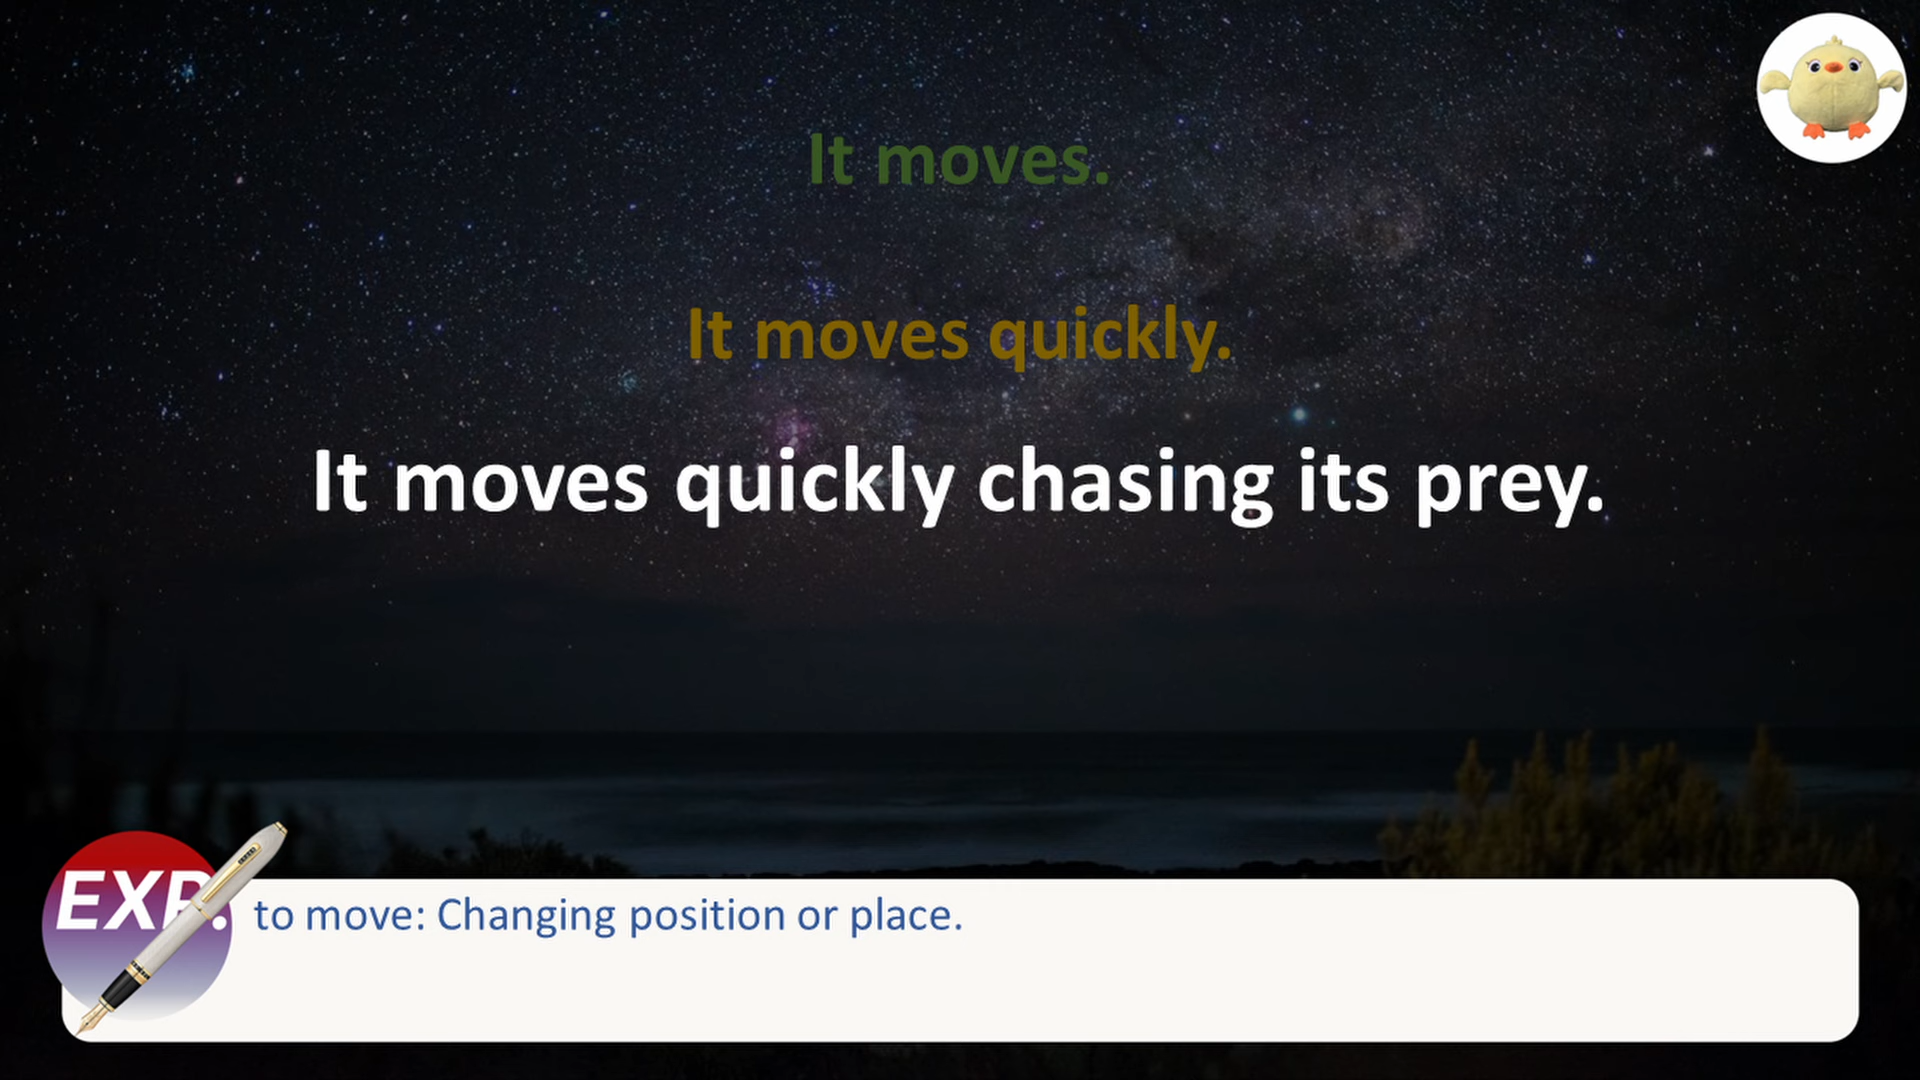 It moves.
It moves quickly.
It moves quickly chasing its prey.
EXP.
to move: Changing position or place.